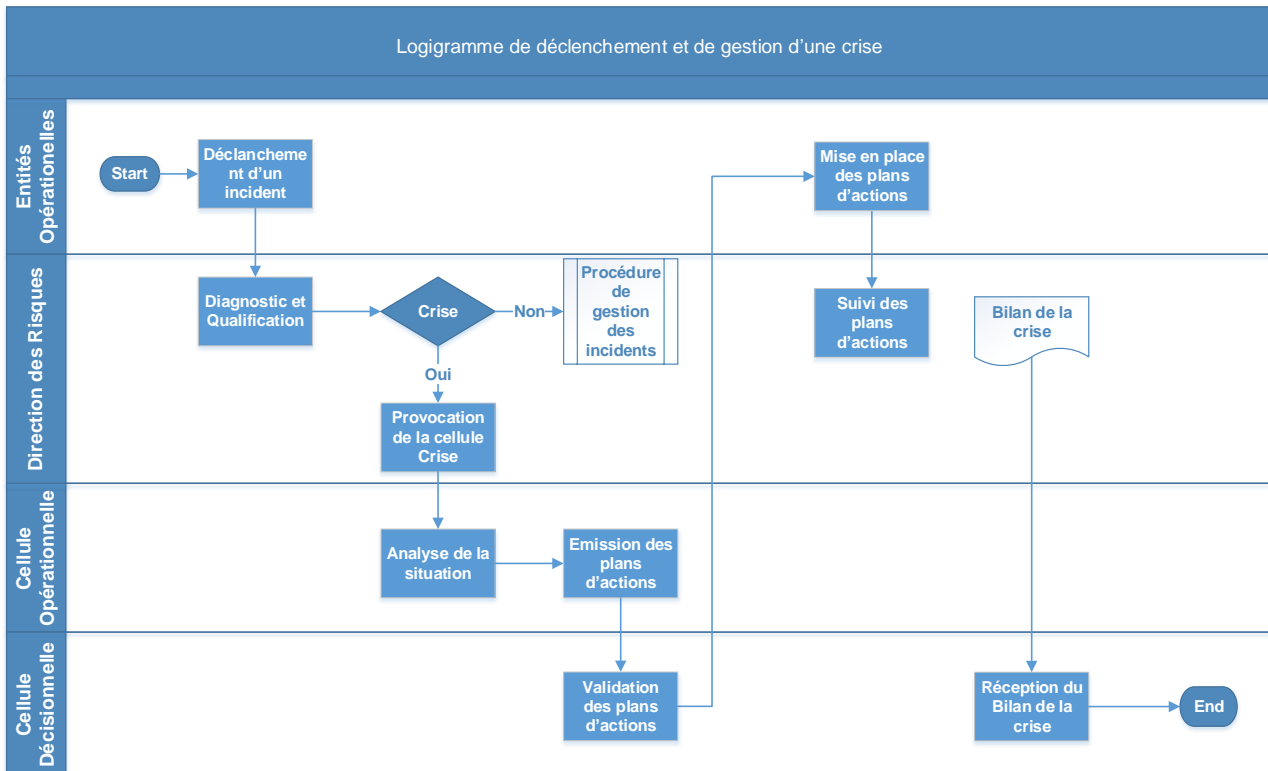 Logigramme de déclenchement et de gestion d’une crise
Entités
Opérationelles
Start
Déclancheme
nt d’un
incident
Mise en place
des plans
d’actions
Direction des Risques
Diagnostic et
Qualification
Crise
Non
Procédure
de
gestion
des
incidents
Suivi des
plans
d’actions
Bilan de la
crise
Oui
Provocation
de la cellule
Crise
Cellule
Opérationnelle
Analyse de la
situation
Emission des
plans
d’actions
Cellule
Décisionnelle
Validation
des plans
d’actions
Réception du
Bilan de la
crise
End